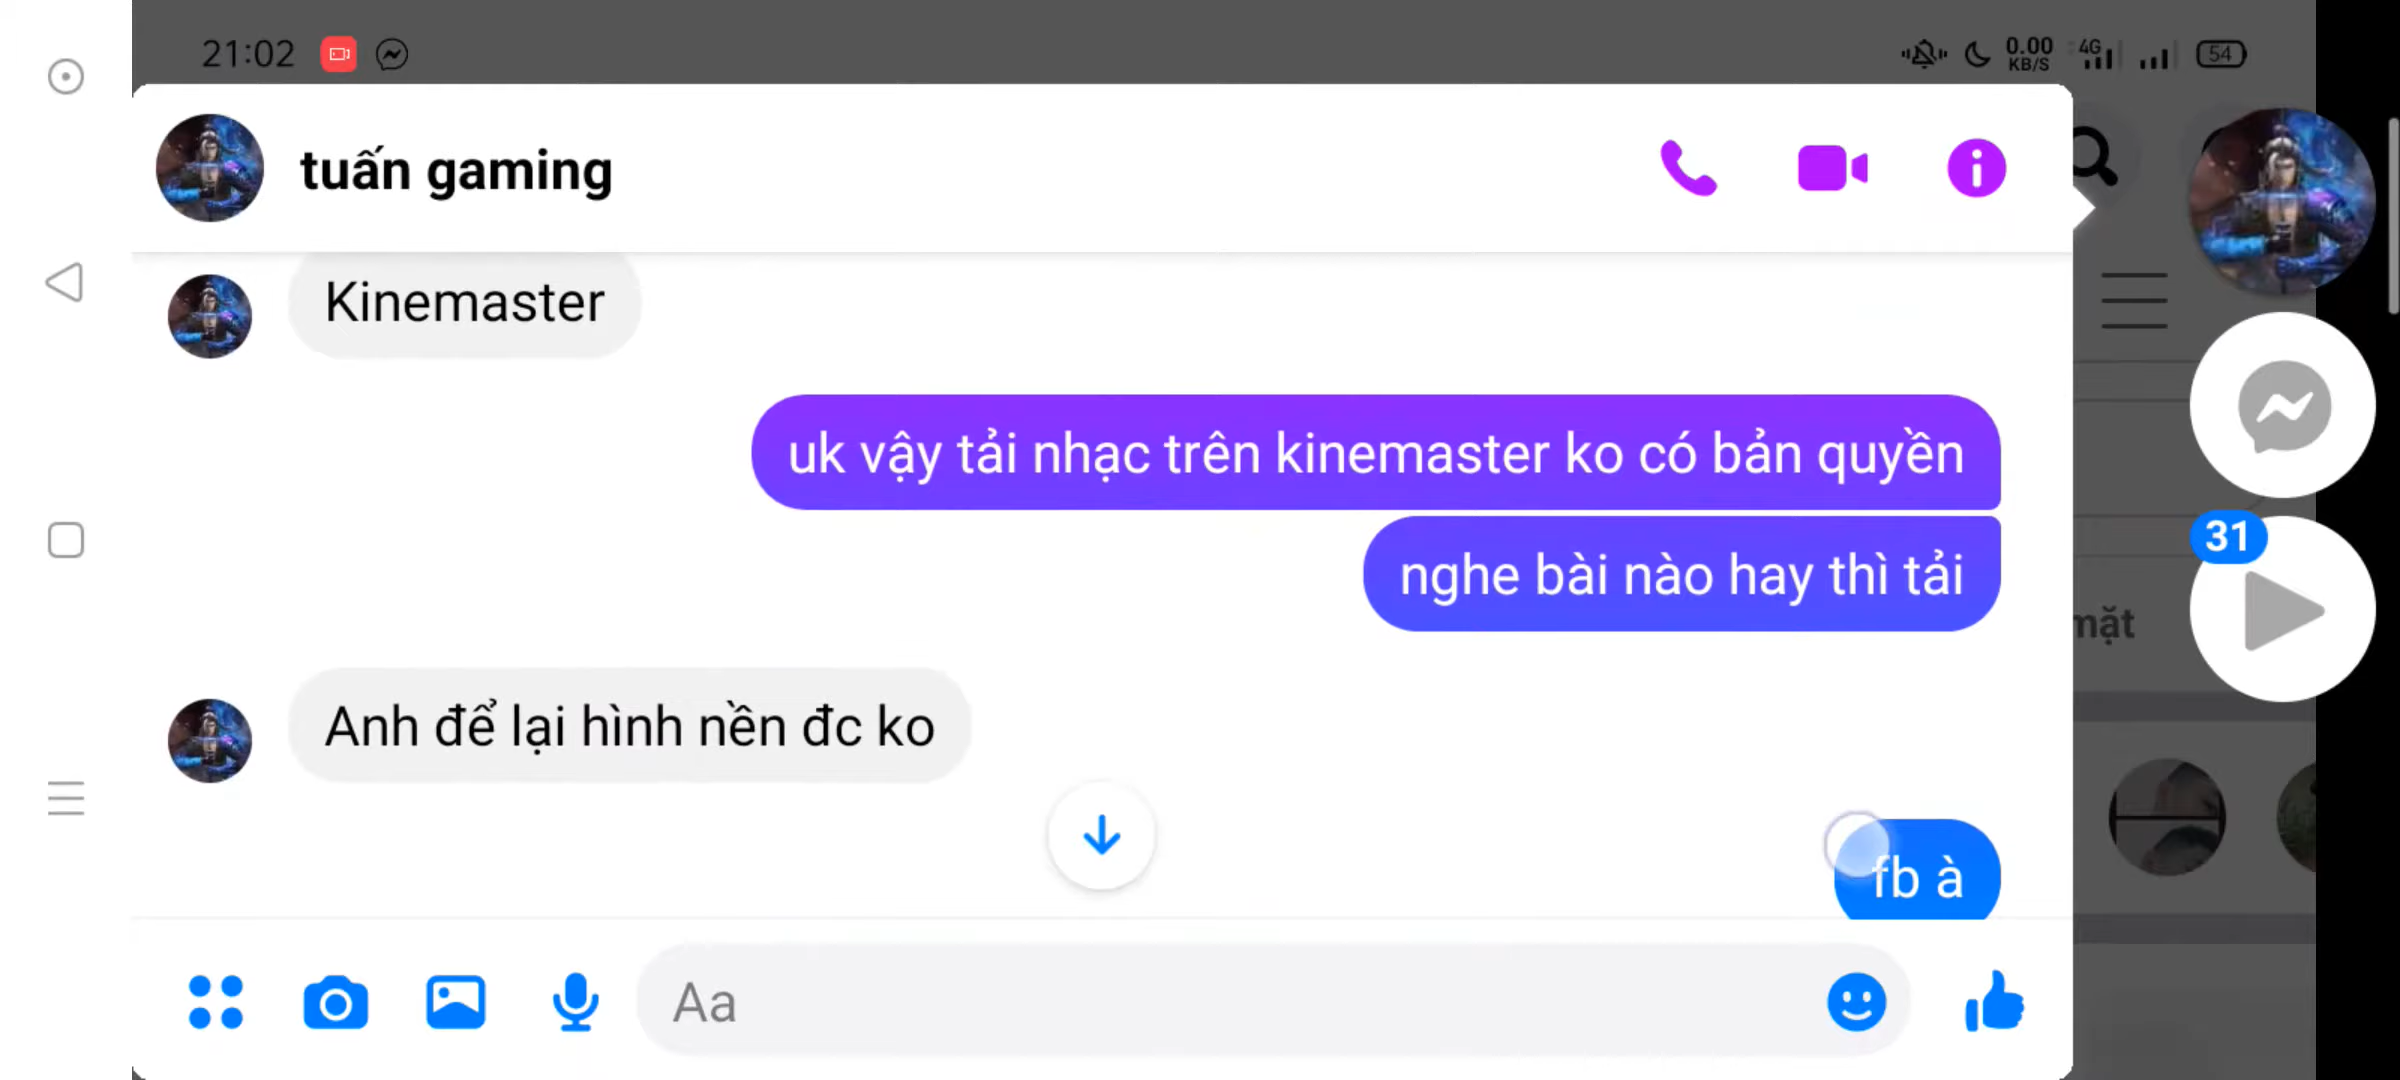 21:02
0.00 KB/S 4G 54
tuấn gaming
Kinemaster
uk vậy tải nhạc trên kinemaster ko có bản quyền
nghe bài nào hay thì tải
31
mặt
Anh để lại hình nền đc ko
fb à
Aa